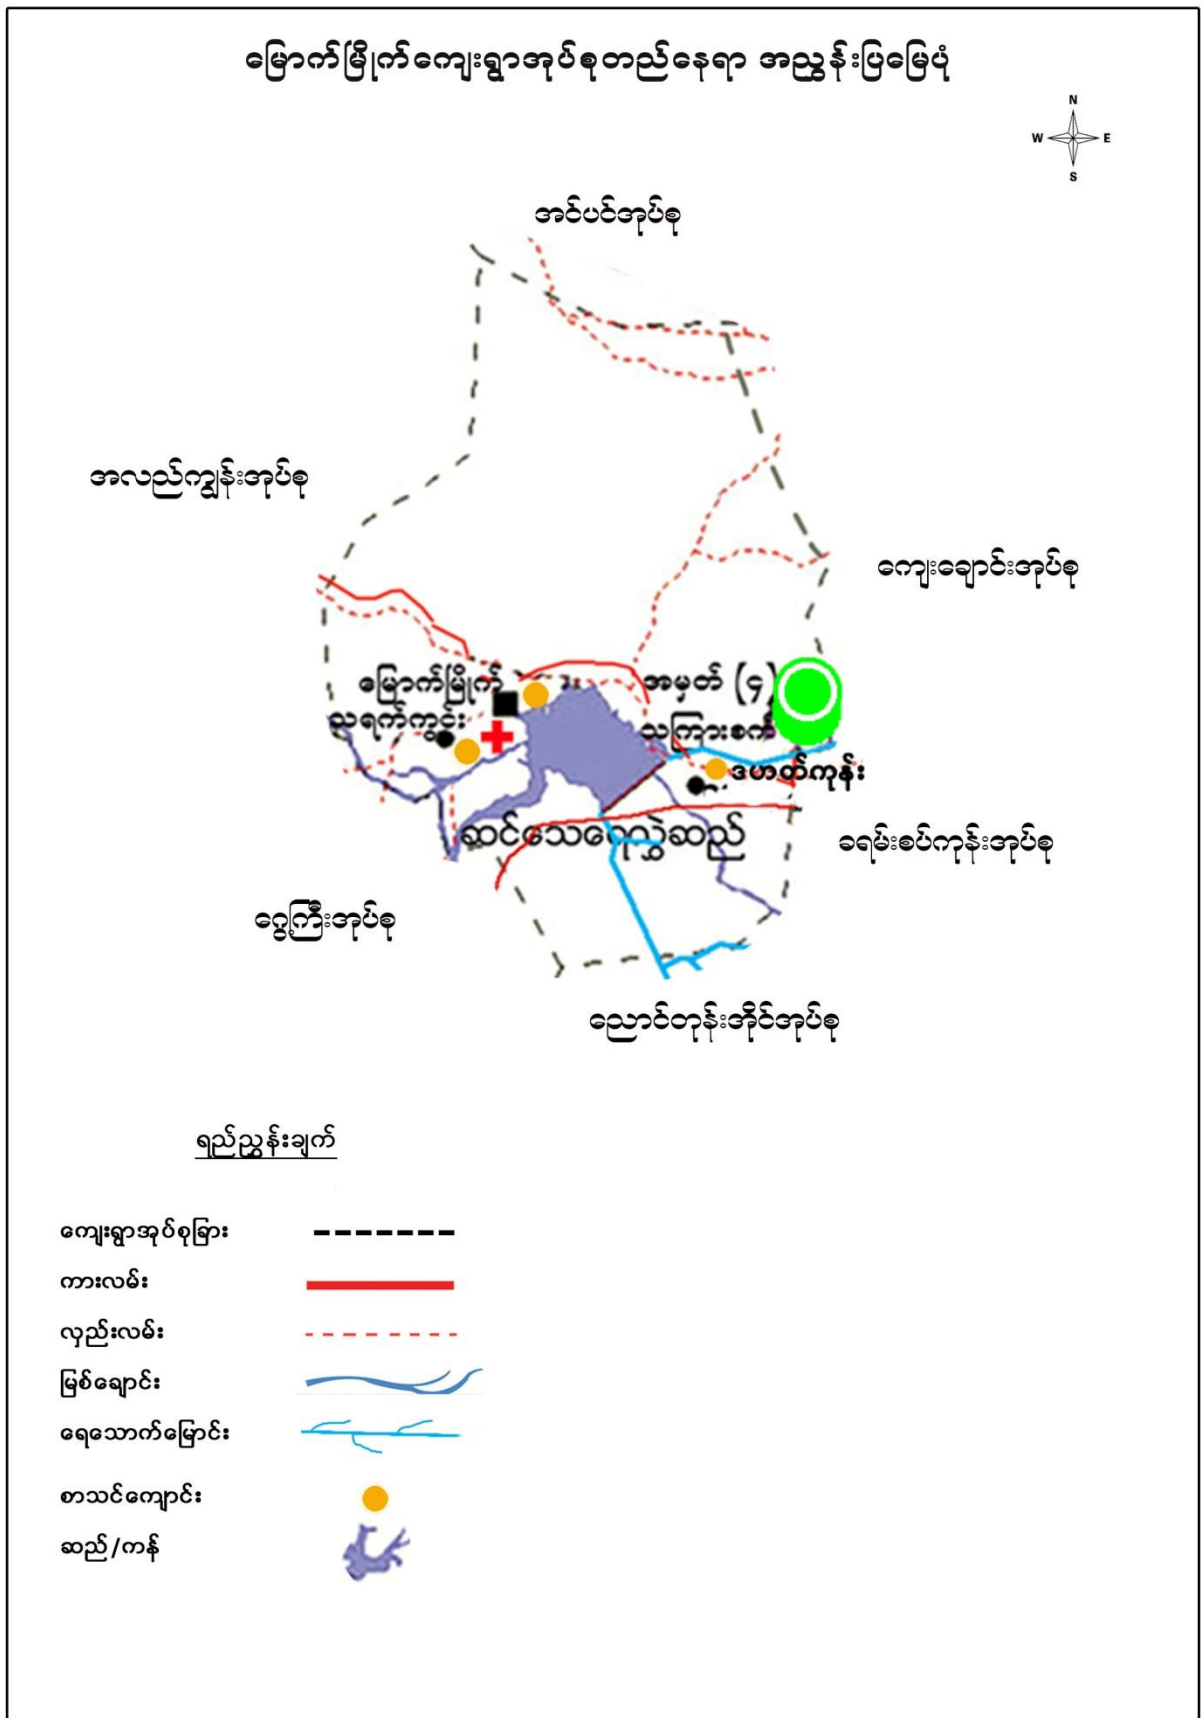 မြောက်မြိုက်ကျေးရွာအုပ်စုတည်နေရာ အညွှန်းပြမြေပုံ
N
W E
S
အင်ပင်အုပ်စု
အလည်ကျွန်းအုပ်စု
ကျေးချောင်းအုပ်စု
မြောက်မြိုက်
အမှတ် (၄)
သရက်ကွင်း
သကြားစက်
ဒဟတ်ကုန်း
ဆင်သေရေလွှဲဆည်
ခရမ်းစပ်ကုန်းအုပ်စု
ငွေ့ကြီးအုပ်စု
ညောင်တုန်းအိုင်အုပ်စု
ရည်ညွှန်းချက်
ကျေးရွာအုပ်စုခြား
ကားလမ်း
လှည်းလမ်း
မြစ်ချောင်း
ရေသောက်မြောင်း
စာသင်ကျောင်း
ဆည်/ကန်